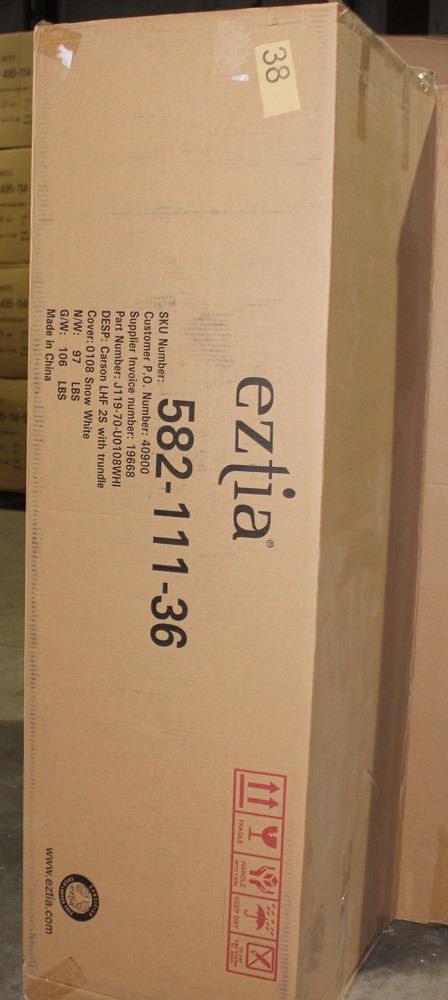 38
eztia®
SKU Number: 582-111-36
Customer P.O. Number: 40900
Supplier Invoice number: 19668
Part Number: J119-70-U0108WHI
DESP: Carson LHF 2S with trundle
Cover: 0108 Snow White
N/W: 97 LBS
G/W: 106 LBS
Made in China
FRAGILE
HANDLE
WITH CARE
KEEP DRY
www.eztia.com
eztia